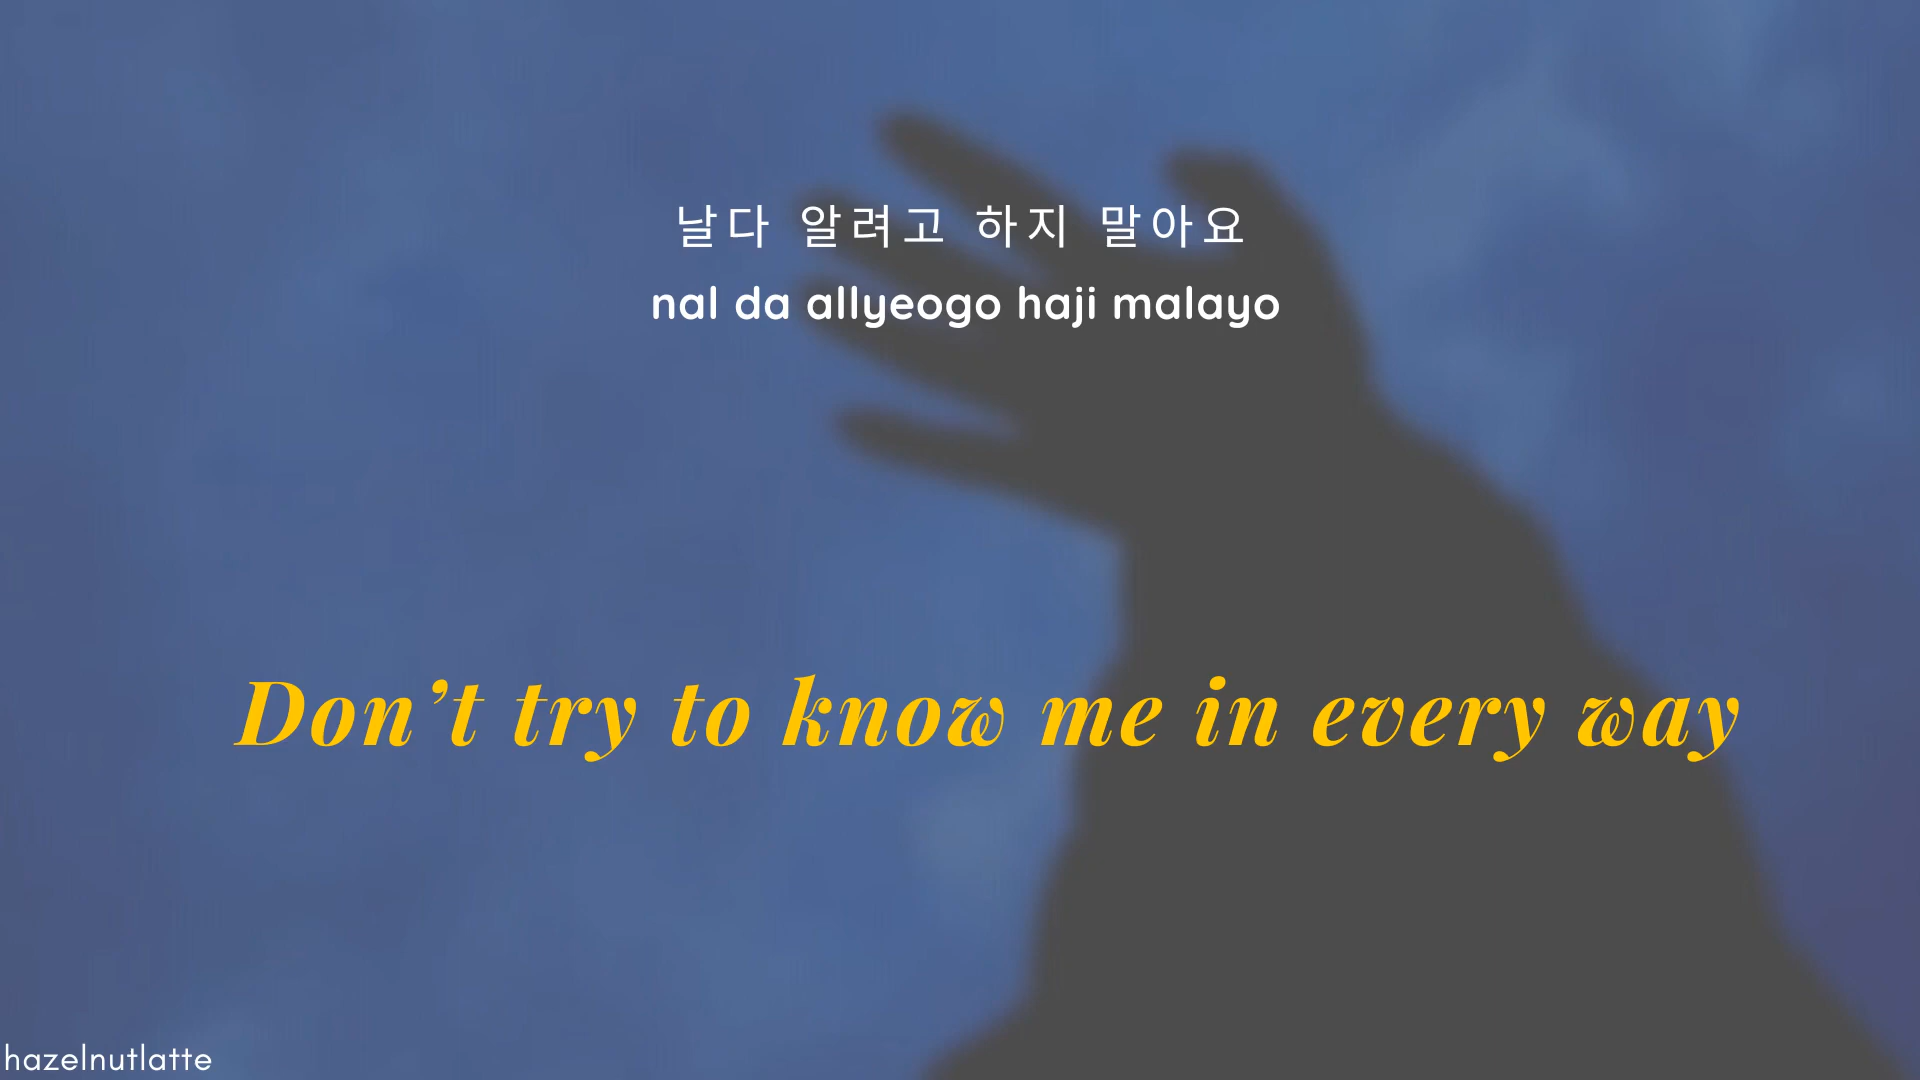 날다 알려고 하지 말아요
nal da allyeogo haji malayo
Don’t try to know me in every way
hazelnutlatte